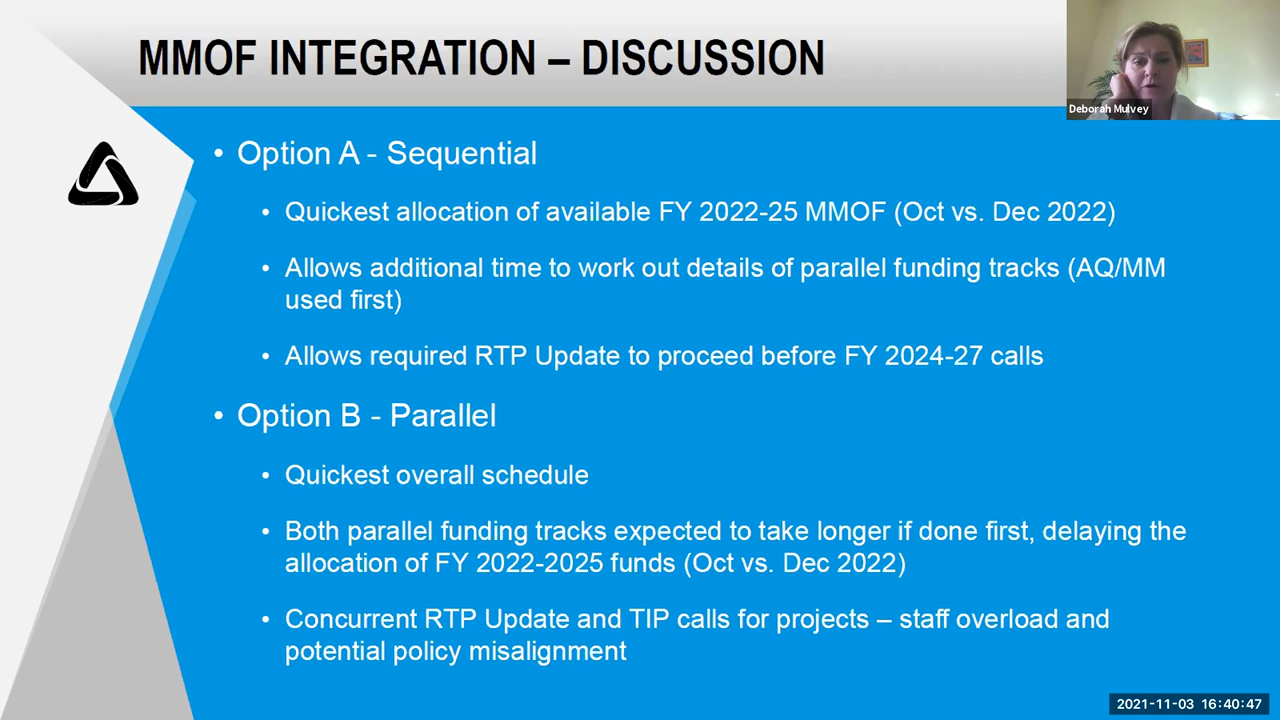 MMOF INTEGRATION – DISCUSSION
Deborah Mulvey
• Option A - Sequential
• Quickest allocation of available FY 2022-25 MMOF (Oct vs. Dec 2022)
• Allows additional time to work out details of parallel funding tracks (AQ/MM
used first)
• Allows required RTP Update to proceed before FY 2024-27 calls
• Option B - Parallel
• Quickest overall schedule
• Both parallel funding tracks expected to take longer if done first, delaying the
allocation of FY 2022-2025 funds (Oct vs. Dec 2022)
• Concurrent RTP Update and TIP calls for projects – staff overload and
potential policy misalignment
2021-11-03 16:40:47